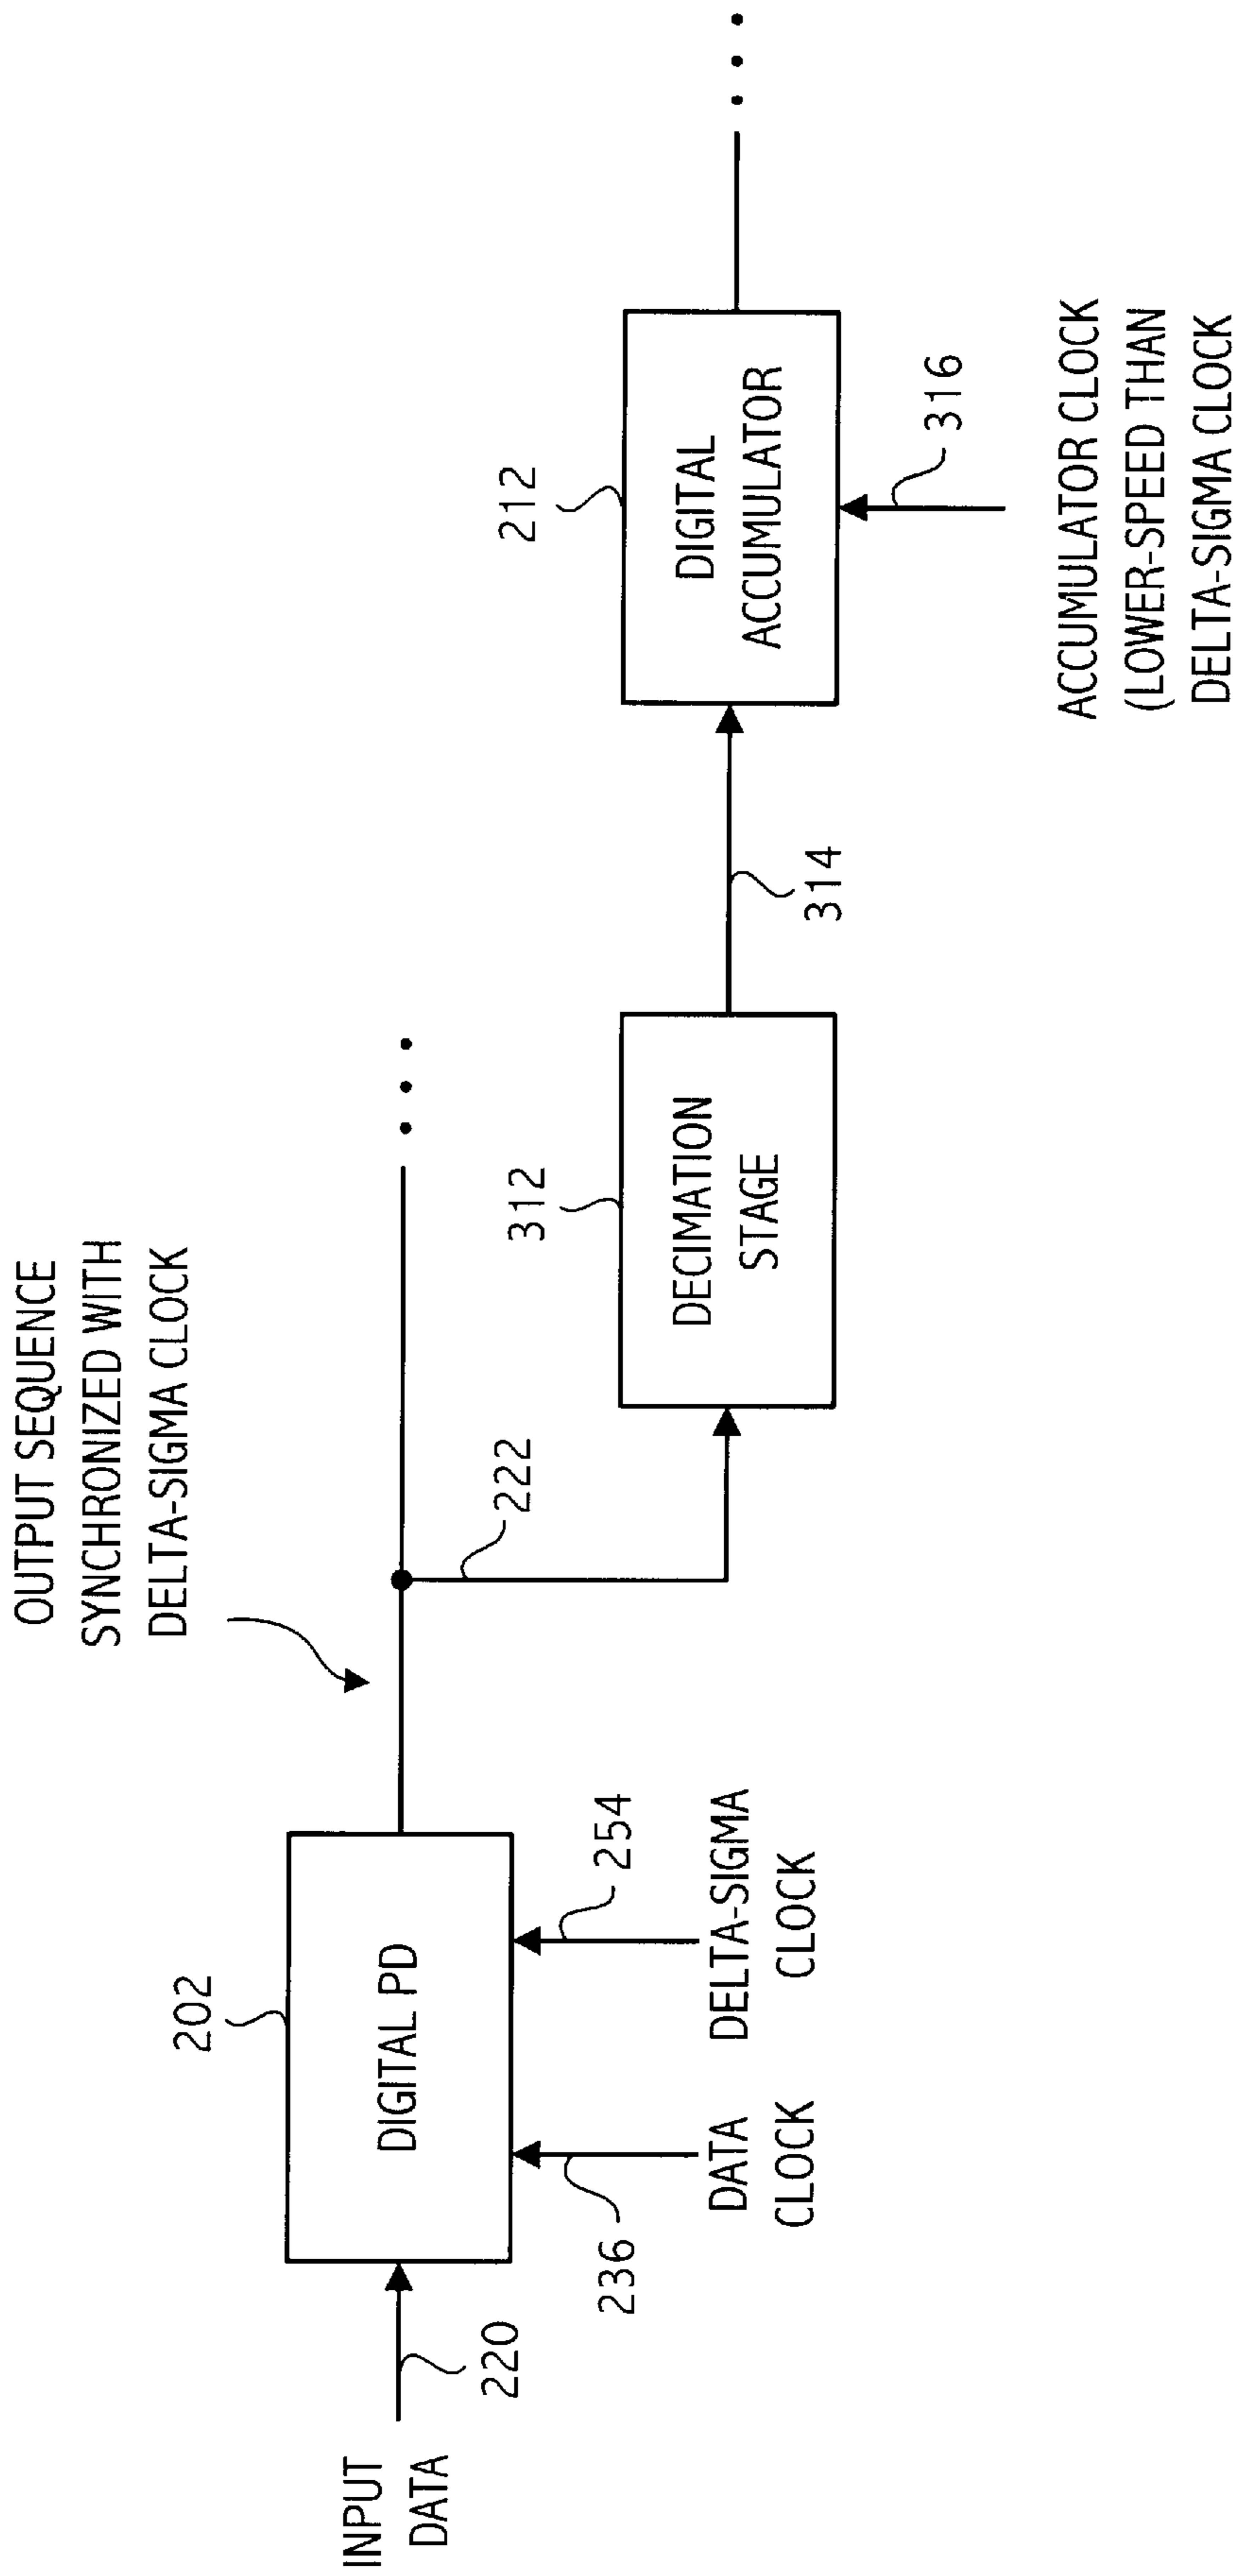 OUTPUT SEQUENCE
SYNCHRONIZED WITH
DELTA-SIGMA CLOCK
202
DIGITAL PD
INPUT
DATA
220
236
DATA
CLOCK
254
DELTA-SIGMA
CLOCK
222
312
DECIMATION
STAGE
314
212
DIGITAL
ACCUMULATOR
316
ACCUMULATOR CLOCK
(LOWER-SPEED THAN
DELTA-SIGMA CLOCK